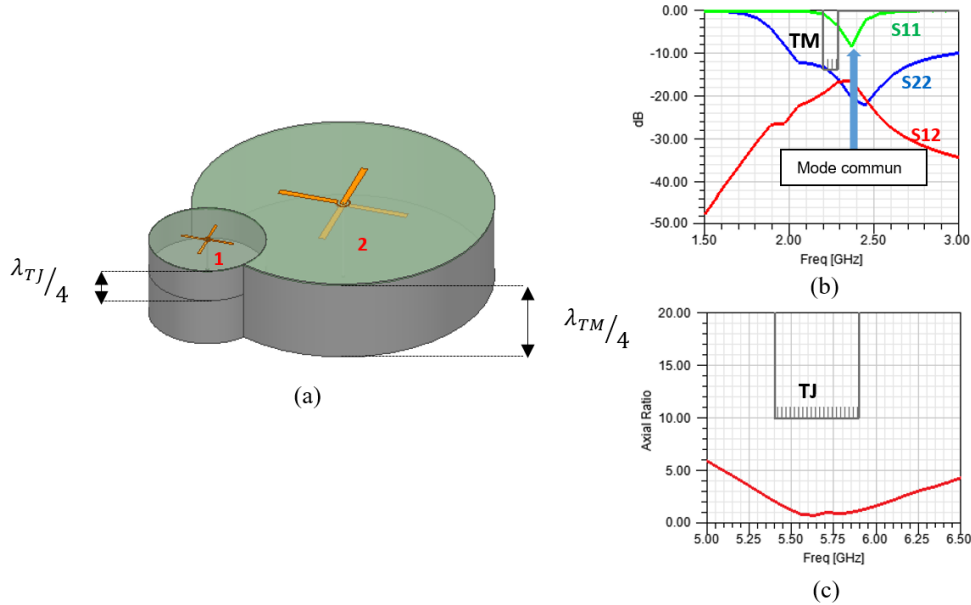 1
2
λ_TJ/4
λ_TM/4
(a)
0.00
-10.00
-20.00
-30.00
-40.00
-50.00
dB
TM
S11
S22
S12
Mode commun
1.50
2.00
2.50
3.00
Freq [GHz]
(b)
20.00
15.00
10.00
5.00
0.00
Axial Ratio
TJ
5.00
5.25
5.50
5.75
6.00
6.25
6.50
Freq [GHz]
(c)